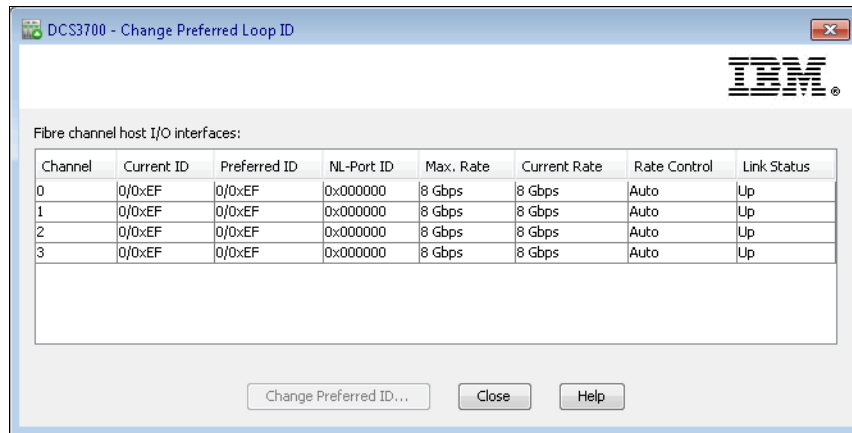 DCS3700 - Change Preferred Loop ID
IBM®
Fibre channel host I/O interfaces:
Channel Current ID Preferred ID NL-Port ID Max. Rate Current Rate Rate Control Link Status
0 0/0xEF 0/0xEF 0x000000 8 Gbps 8 Gbps Auto Up
1 0/0xEF 0/0xEF 0x000000 8 Gbps 8 Gbps Auto Up
2 0/0xEF 0/0xEF 0x000000 8 Gbps 8 Gbps Auto Up
3 0/0xEF 0/0xEF 0x000000 8 Gbps 8 Gbps Auto Up
Change Preferred ID... Close Help